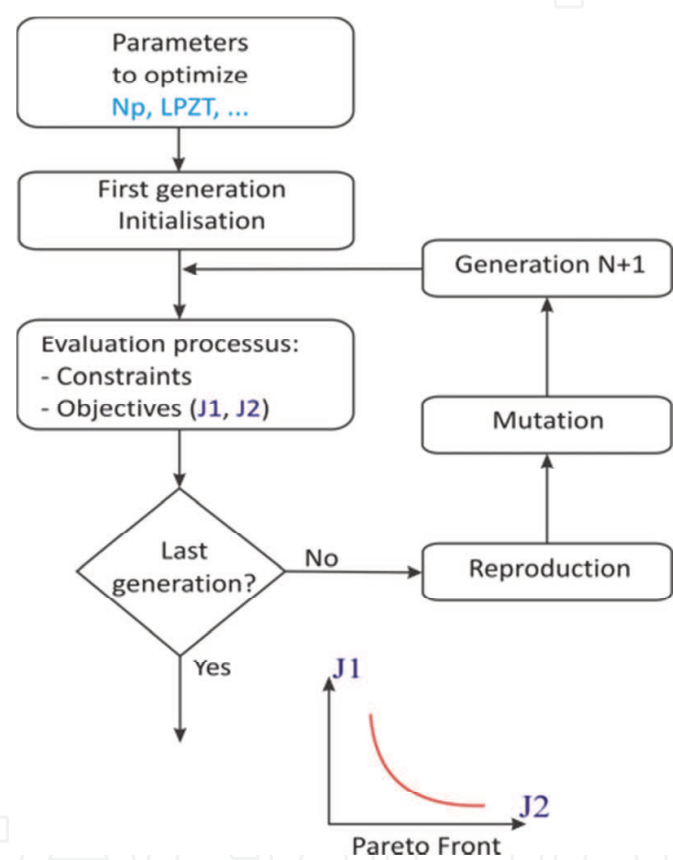 Parameters
to optimize
Np, LPZT, ...
First generation
Initialisation
Generation N+1
Evaluation processus:
- Constraints
- Objectives (J1, J2)
Mutation
Last
generation?
No
Reproduction
Yes
J1
J2
Pareto Front